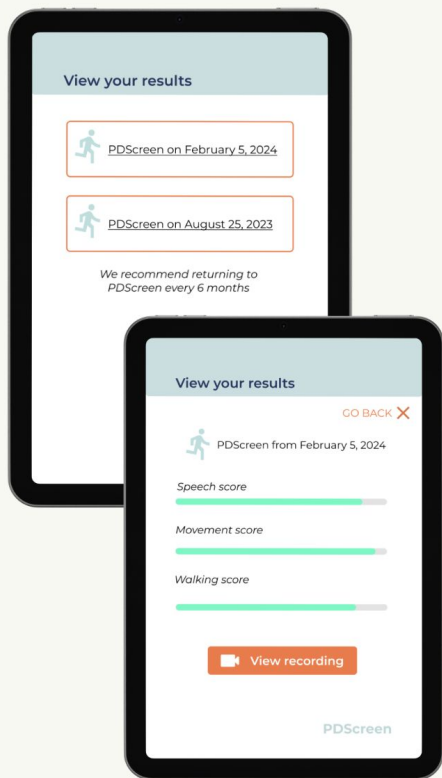 View your results
PDScreen on February 5, 2024
PDScreen on August 25, 2023
We recommend returning to
PDScreen every 6 months
View your results
GO BACK
PDScreen from February 5, 2024
Speech score
Movement score
Walking score
View recording
PDScreen